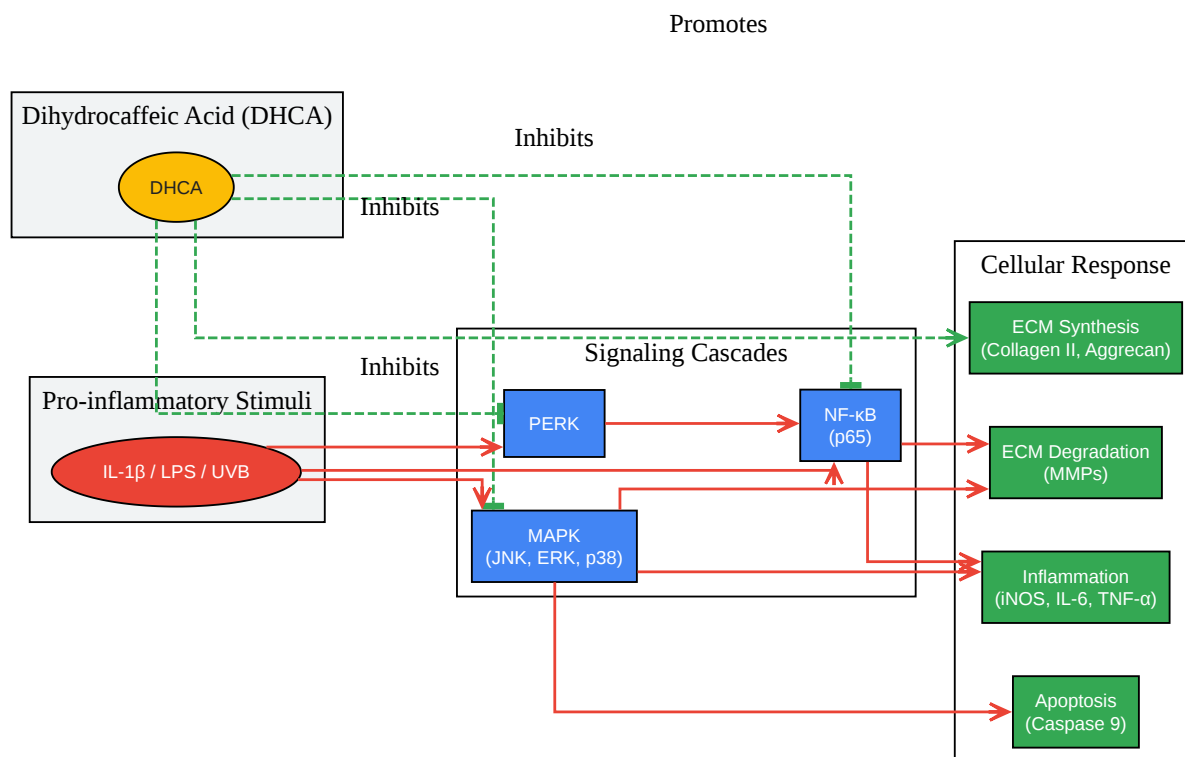 Promotes
Dihydrocaffeic Acid (DHCA)
DHCA
Inhibits
Inhibits
Cellular Response
ECM Synthesis
(Collagen II, Aggrecan)
Signaling Cascades
Inhibits
Pro-inflammatory Stimuli
IL-1β / LPS / UVB
PERK
NF-κB
(p65)
ECM Degradation
(MMPs)
MAPK
(JNK, ERK, p38)
Inflammation
(iNOS, IL-6, TNF-α)
Apoptosis
(Caspase 9)